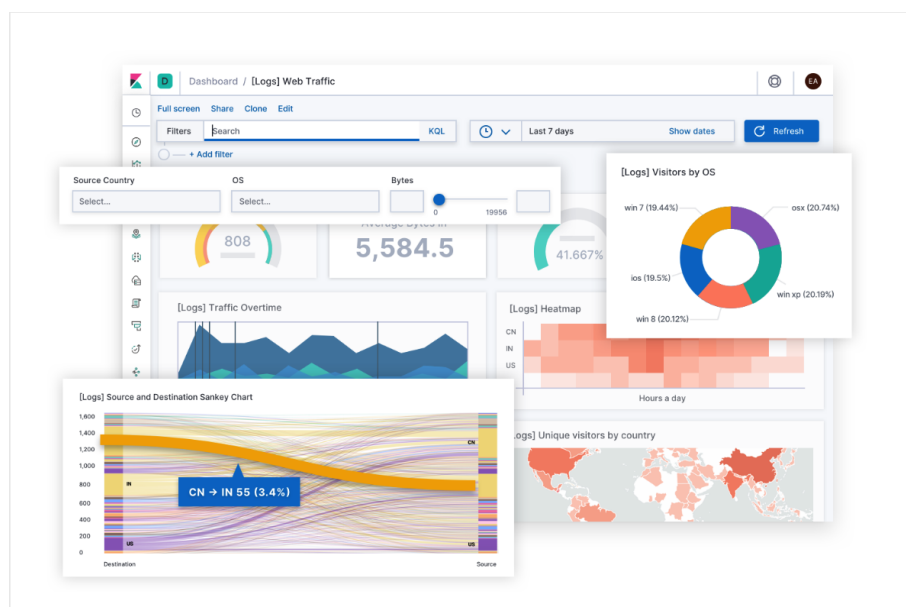 D Dashboard / [Logs] Web Traffic EA
Full screen Share Clone Edit
Filters Search KQL Last 7 days Show dates Refresh
+ Add filter
Source Country OS Bytes
Select... Select...
0 19956
[Logs] Visitors by OS
win 7 (19.44%) osx (20.74%)
ios (19.5%)
win xp (20.19%)
win 8 (20.12%)
808
Average Bytes In
5,584.5
41.667%
[Logs] Traffic Overtime
[Logs] Heatmap
CN
IN
US
Hours a day
[Logs] Source and Destination Sankey Chart
1,600
1,400
1,200
1,000
800
600
400
200
0
CN
IN
CN → IN 55 (3.4%)
US US
Destination Source
ogs] Unique visitors by country